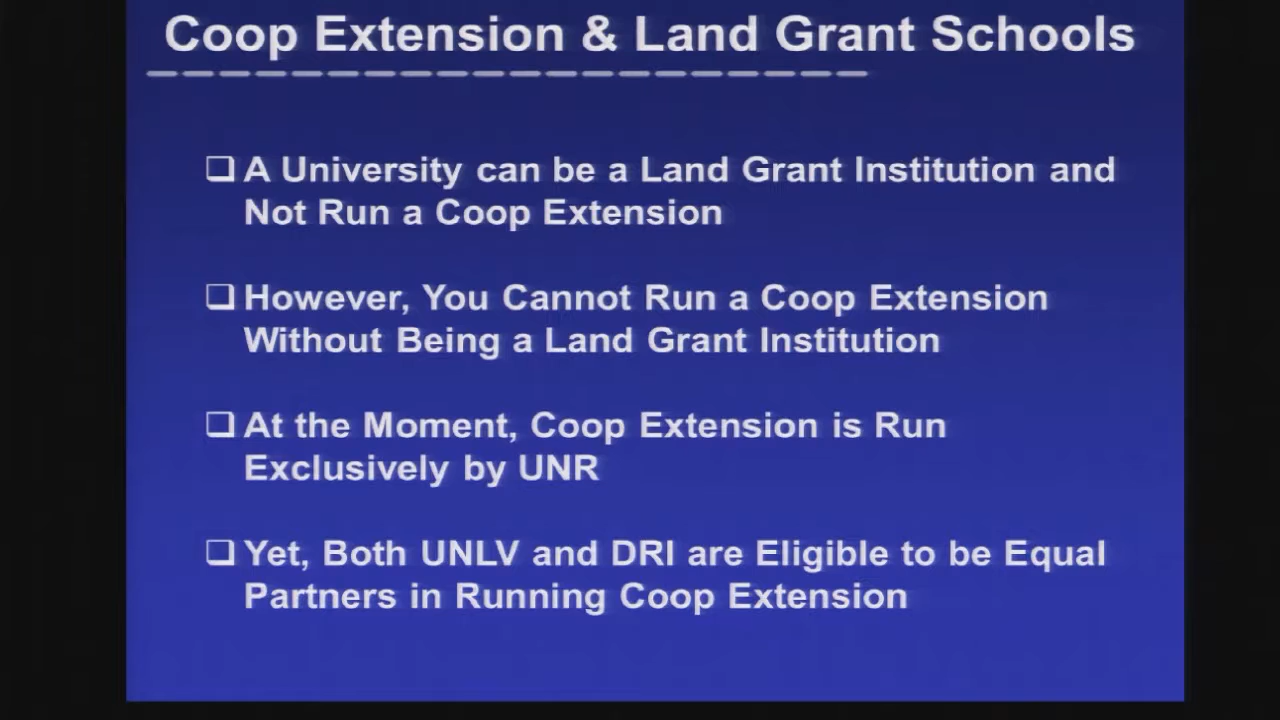 Coop Extension & Land Grant Schools
❑ A University can be a Land Grant Institution and
Not Run a Coop Extension
❑ However, You Cannot Run a Coop Extension
Without Being a Land Grant Institution
❑ At the Moment, Coop Extension is Run
Exclusively by UNR
❑ Yet, Both UNLV and DRI are Eligible to be Equal
Partners in Running Coop Extension